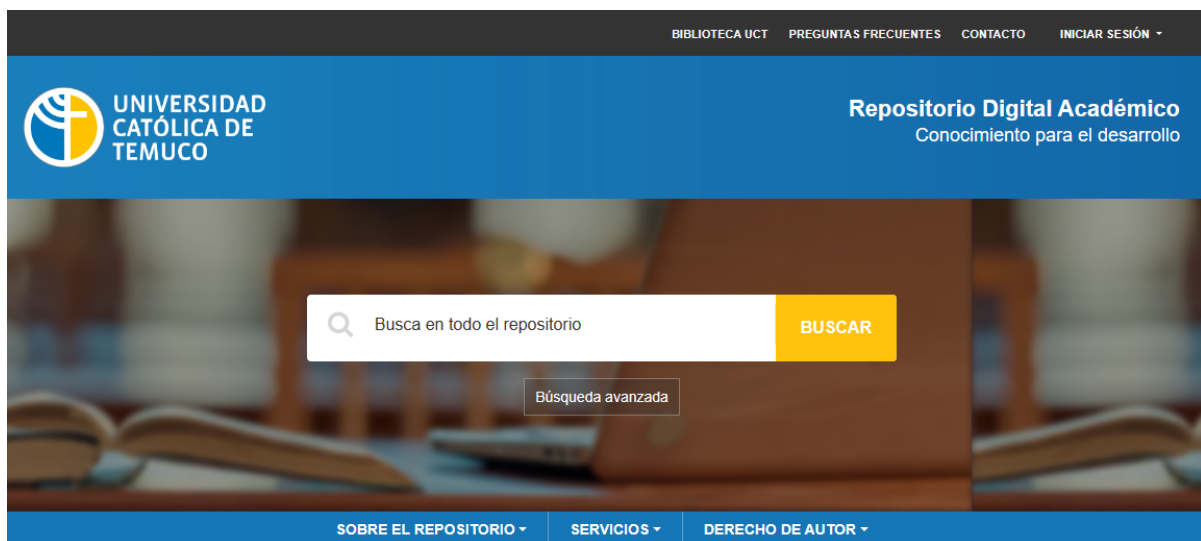 BIBLIOTECA UCT PREGUNTAS FRECUENTES CONTACTO INICIAR SESIÓN
UNIVERSIDAD
CATÓLICA DE
TEMUCO
Repositorio Digital Académico
Conocimiento para el desarrollo
Busca en todo el repositorio BUSCAR
Búsqueda avanzada
SOBRE EL REPOSITORIO SERVICIOS DERECHO DE AUTOR